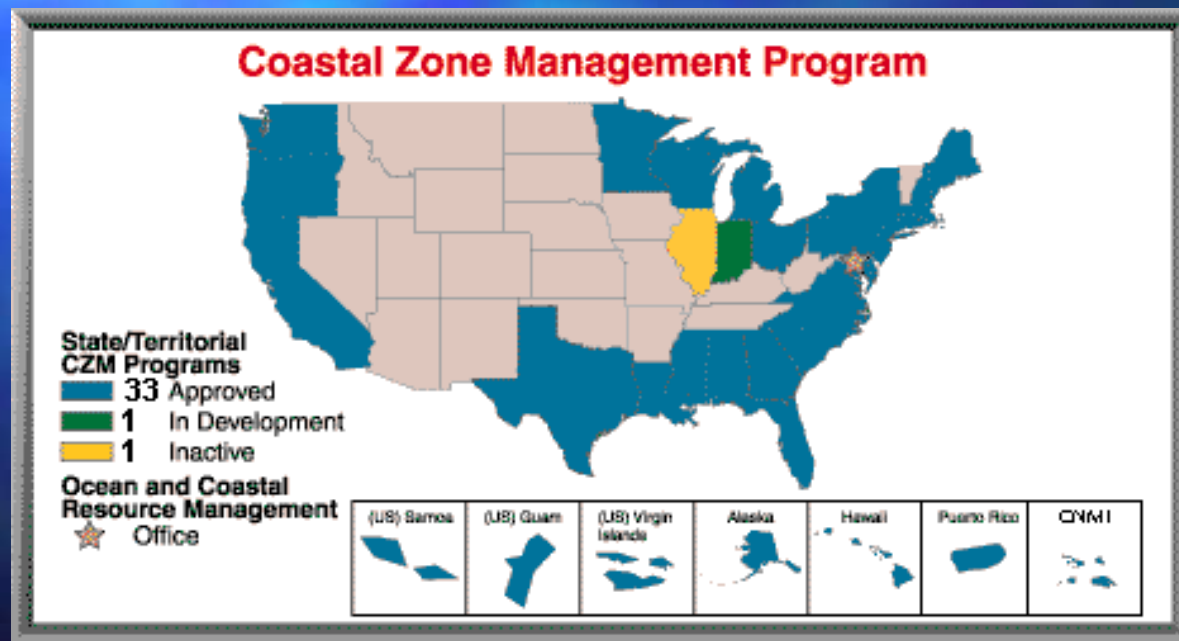 Coastal Zone Management Program
State/Territorial
CZM Programs
33 Approved
1 In Development
1 Inactive
Ocean and Coastal
Resource Management
Office
(US) Samoa
(US) Guam
(US) Virgin
Islands
Alaska
Hawaii
Puerto Rico
CNMI